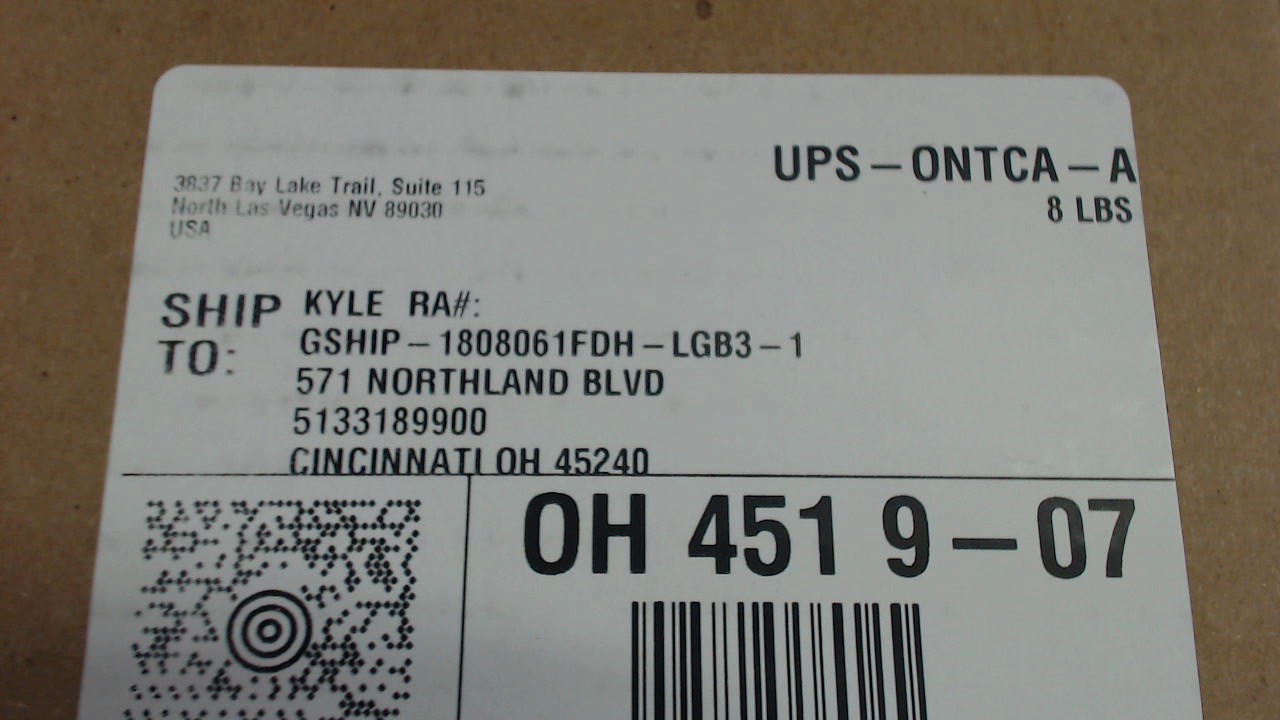 UPS - ONTCA - A
8 LBS
3837 Bay Lake Trail, Suite 115
North Las Vegas NV 89030
USA
SHIP TO:
KYLE RA#:
GSHIP - 1808061FDH - LGB3 - 1
571 NORTHLAND BLVD
5133189900
CINCINNATI OH 45240
OH 451 9 - 07